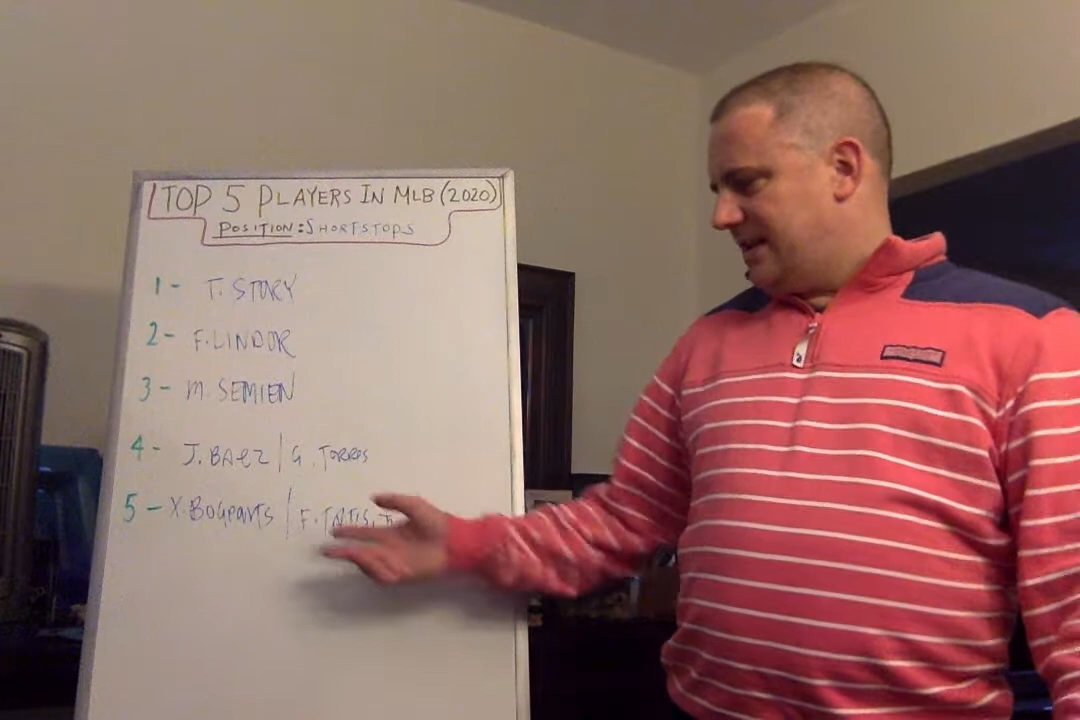 TOP 5 PLAYERS IN MLB (2020)
POSITION: SHORTSTOPS
1- T. STORY
2- F. LINDOR
3- M. SEMIEN
4- J. BAEZ / G. TORRES
5- X. BOGEARTS / F. TATIS, JR